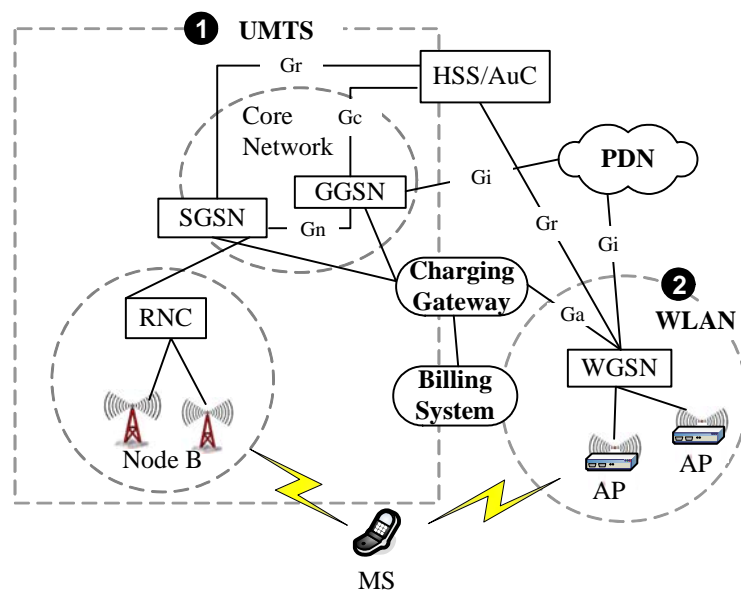 1 UMTS
Gr
HSS/AuC
Core
Network
Gc
PDN
GGSN
Gi
SGSN
Gn
Gr
Gi
Charging
Gateway
2
WLAN
RNC
Ga
WGSN
Billing
System
Node B
AP
AP
MS